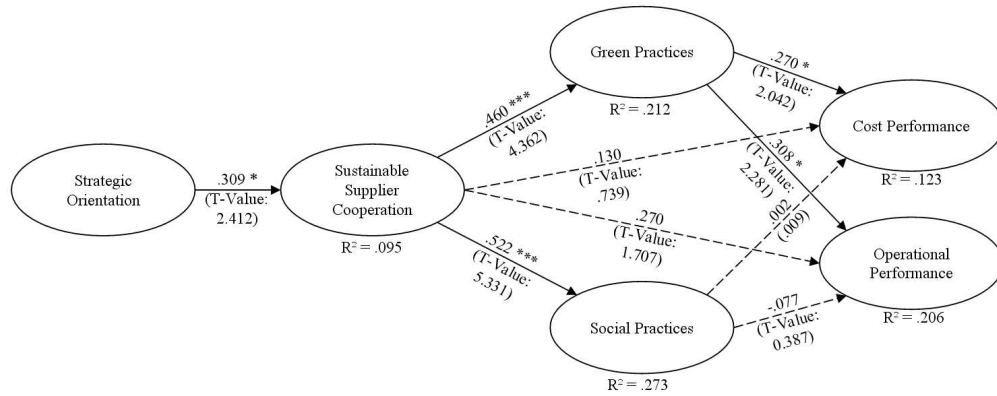 Strategic
Orientation
.309 *
(T-Value:
2.412)
Sustainable
Supplier
Cooperation
R² = .095
.460 ***
(T-Value:
4.362)
.130
(T-Value:
.739)
.270
(T-Value:
1.707)
.522 ***
(T-Value:
5.331)
Green Practices
R² = .212
Social Practices
R² = .273
.270 *
(T-Value:
2.042)
.308 *
(T-Value:
2.281)
.002
(.009)
-.077
(T-Value:
0.387)
Cost Performance
R² = .123
Operational
Performance
R² = .206